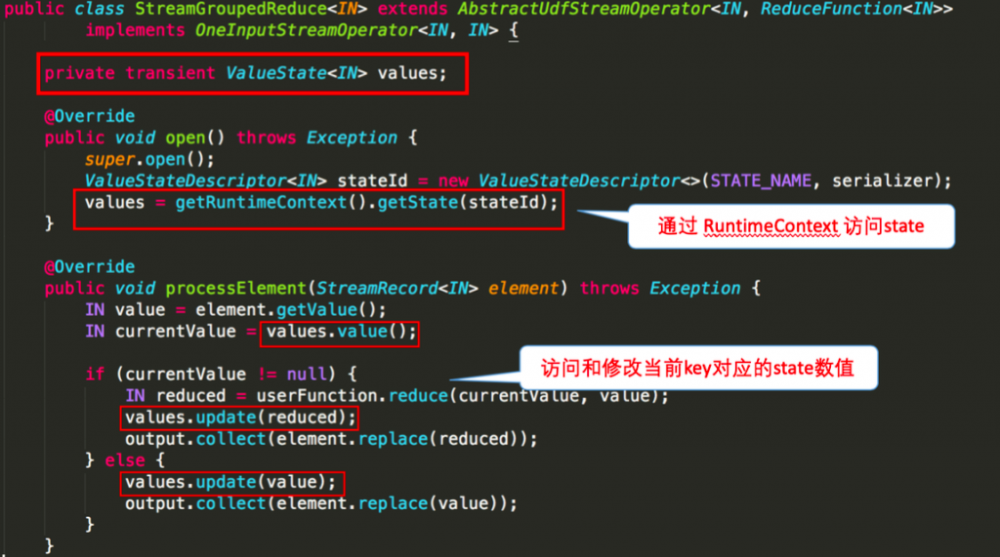 public class StreamGroupedReduce<IN> extends AbstractUdfStreamOperator<IN, ReduceFunction<IN>>
        implements OneInputStreamOperator<IN, IN> {
    private transient ValueState<IN> values;
    @Override
    public void open() throws Exception {
        super.open();
        ValueStateDescriptor<IN> stateId = new ValueStateDescriptor<>(STATE_NAME, serializer);
        values = getRuntimeContext().getState(stateId);
通过 RuntimeContext 访问state
    }
    @Override
    public void processElement(StreamRecord<IN> element) throws Exception {
        IN value = element.getValue();
        IN currentValue = values.value();
        if (currentValue != null) {
访问和修改当前key对应的state数值
            IN reduced = userFunction.reduce(currentValue, value);
            values.update(reduced);
            output.collect(element.replace(reduced));
        } else {
            values.update(value);
            output.collect(element.replace(value));
        }
    }